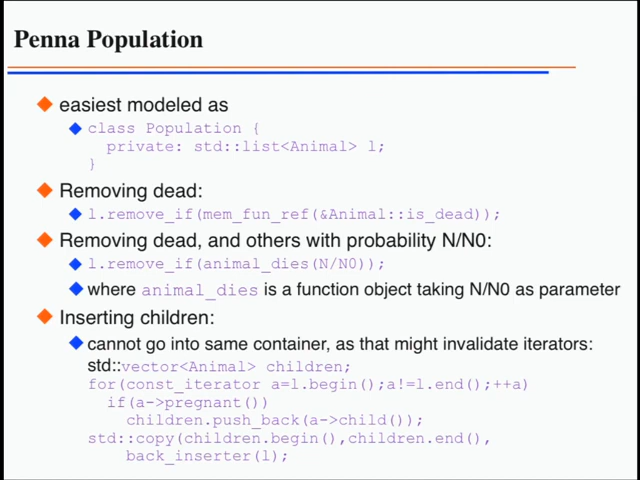 Penna Population
easiest modeled as
class Population {
private: std::list<Animal> l;
}
Removing dead:
l.remove_if(mem_fun_ref(&Animal::is_dead));
Removing dead, and others with probability N/N0:
l.remove_if(animal_dies(N/N0));
where animal_dies is a function object taking N/N0 as parameter
Inserting children:
cannot go into same container, as that might invalidate iterators:
std::vector<Animal> children;
for(const_iterator a=l.begin();a!=l.end();++a)
if(a->pregnant())
children.push_back(a->child());
std::copy(children.begin(),children.end(),
back_inserter(l);